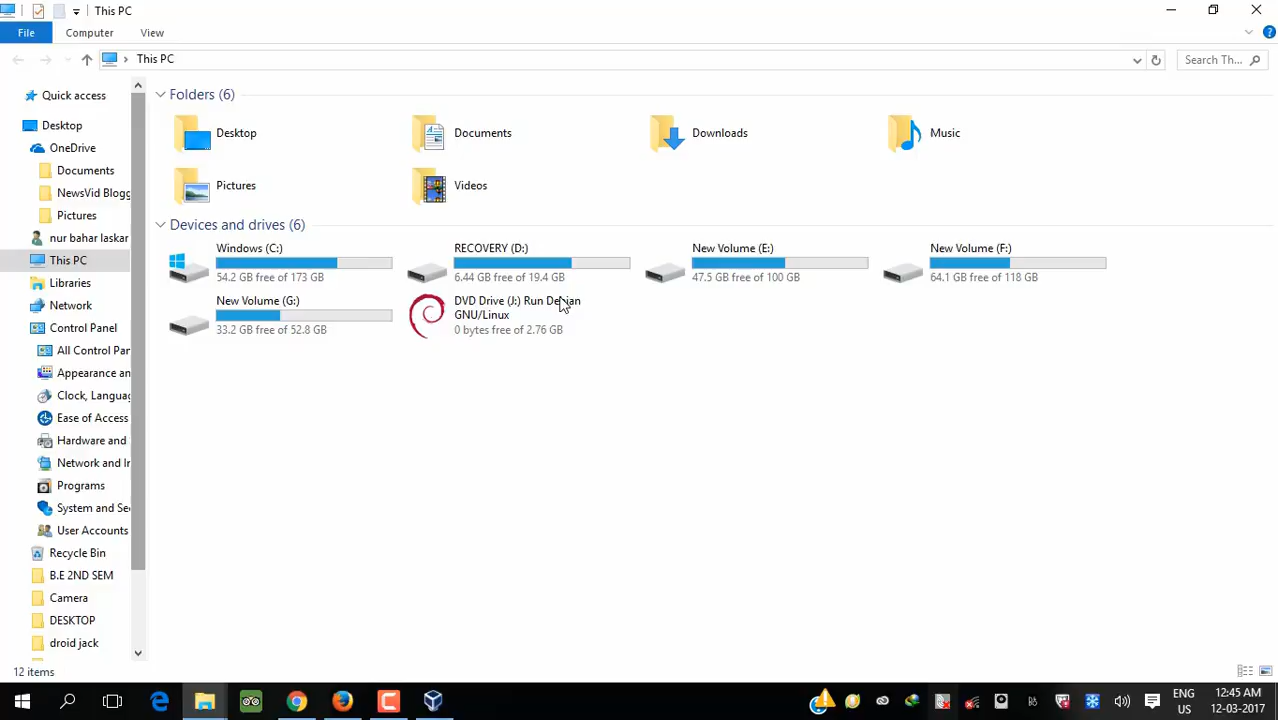 This PC
File Computer View
This PC
Search Th...
Quick access
Desktop
OneDrive
Documents
NewsVid Blogg
Pictures
nur bahar laskar
This PC
Libraries
Network
Control Panel
All Control Par
Appearance an
Clock, Languag
Ease of Access
Hardware and
Network and Ir
Programs
System and Sec
User Accounts
Recycle Bin
B.E 2ND SEM
Camera
DESKTOP
droid jack
Folders (6)
Desktop
Documents
Downloads
Music
Pictures
Videos
Devices and drives (6)
Windows (C:)
54.2 GB free of 173 GB
RECOVERY (D:)
6.44 GB free of 19.4 GB
New Volume (E:)
47.5 GB free of 100 GB
New Volume (F:)
64.1 GB free of 118 GB
New Volume (G:)
33.2 GB free of 52.8 GB
DVD Drive (J:) Run Debian
GNU/Linux
0 bytes free of 2.76 GB
12 items
ENG
US
12:45 AM
12-03-2017